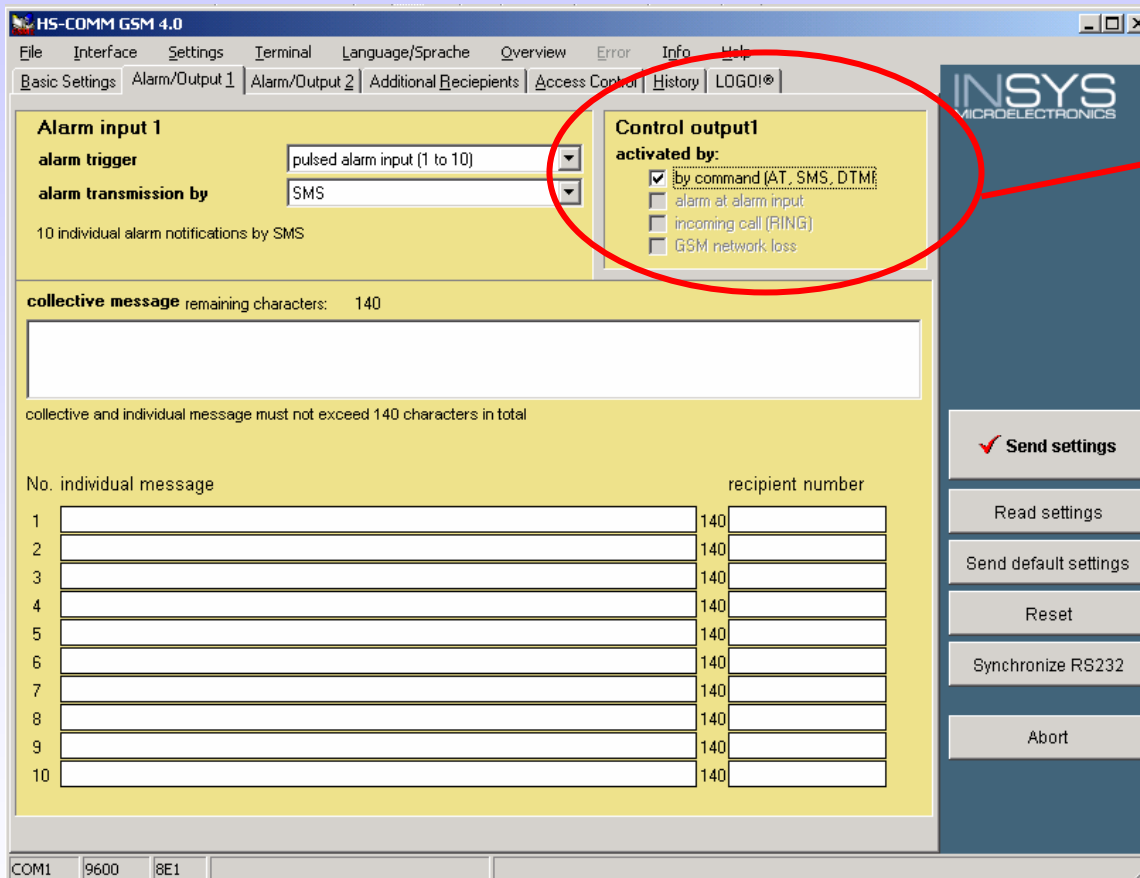 HS-COMM GSM 4.0
File Interface Settings Terminal Language/Sprache Overview Error Info Help
Basic Settings Alarm/Output 1 Alarm/Output 2 Additional Reciepients Access Control History LOGO!®
INSYS
MICROELECTRONICS
Alarm input 1
alarm trigger pulsed alarm input (1 to 10)
alarm transmission by SMS
10 individual alarm notifications by SMS
Control output1
activated by:
by command (AT, SMS, DTMF
alarm at alarm input
incoming call (RING)
GSM network loss
collective message remaining characters: 140
collective and individual message must not exceed 140 characters in total
No. individual message recipient number
1 140
2 140
3 140
4 140
5 140
6 140
7 140
8 140
9 140
10 140
Send settings
Read settings
Send default settings
Reset
Synchronize RS232
Abort
COM1 9600 8E1